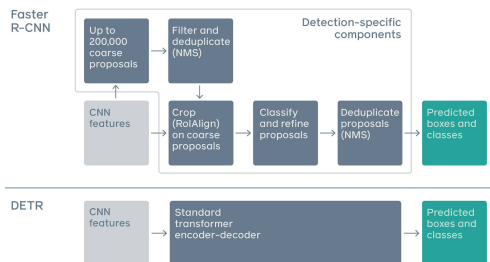 Faster
R-CNN
Up to
200,000
coarse
proposals
Filter and
deduplicate
(NMS)
Detection-specific
components
CNN
features
Crop
(RoIAlign)
on coarse
proposals
Classify
and refine
proposals
Deduplicate
proposals
(NMS)
Predicted
boxes and
classes
DETR
CNN
features
Standard
transformer
encoder-decoder
Predicted
boxes and
classes